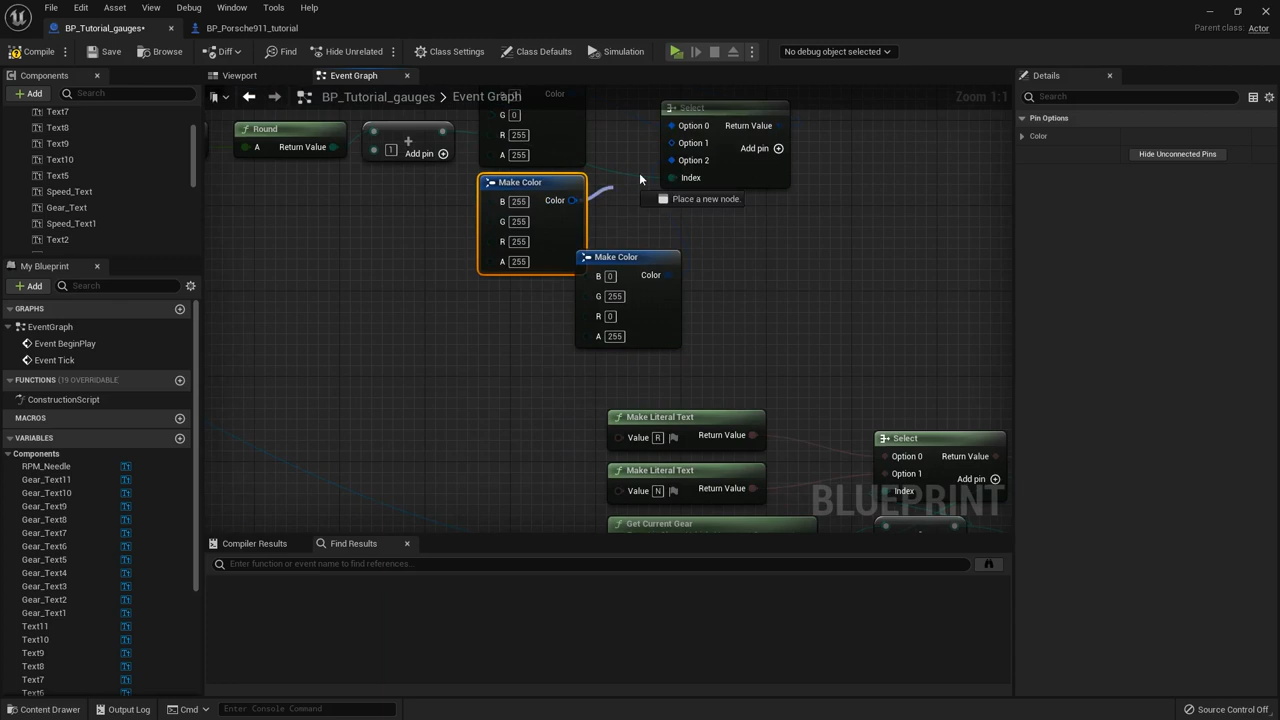 File Edit Asset View Debug Window Tools Help
BP_Tutorial_gauges• BP_Porsche911_tutorial
Parent class: Actor
Compile Save Browse Diff Find Hide Unrelated Class Settings Class Defaults Simulation No debug object selected
Components
Add Search
Text7
Text8
Text9
Text10
Text5
Speed_Text
Gear_Text
Speed_Text1
Text2
My Blueprint
Add Search
GRAPHS
EventGraph
Event BeginPlay
Event Tick
FUNCTIONS (19 OVERRIDABLE
ConstructionScript
MACROS
VARIABLES
Components
RPM_Needle
Gear_Text11
Gear_Text10
Gear_Text9
Gear_Text8
Gear_Text7
Gear_Text6
Gear_Text5
Gear_Text4
Gear_Text3
Gear_Text2
Gear_Text1
Text11
Text10
Text9
Text8
Text7
Text6
Viewport Event Graph
BP_Tutorial_gauges > Event Graph
Zoom 1:1
Round
A Return Value
1 Add pin
Color
G 0
R 255
A 255
Select
Option 0 Return Value
Option 1
Add pin
Option 2
Index
Make Color
B 255 Color
G 255
R 255
A 255
Place a new node.
Make Color
B 0 Color
G 255
R 0
A 255
Make Literal Text
Value R Return Value
Make Literal Text
Value N Return Value
Get Current Gear
Select
Option 0 Return Value
Option 1
Add pin
Index
BLUEPRINT
Compiler Results Find Results
Enter function or event name to find references...
Details
Search
Pin Options
Color
Hide Unconnected Pins
Content Drawer Output Log Cmd Enter Console Command Source Control Off